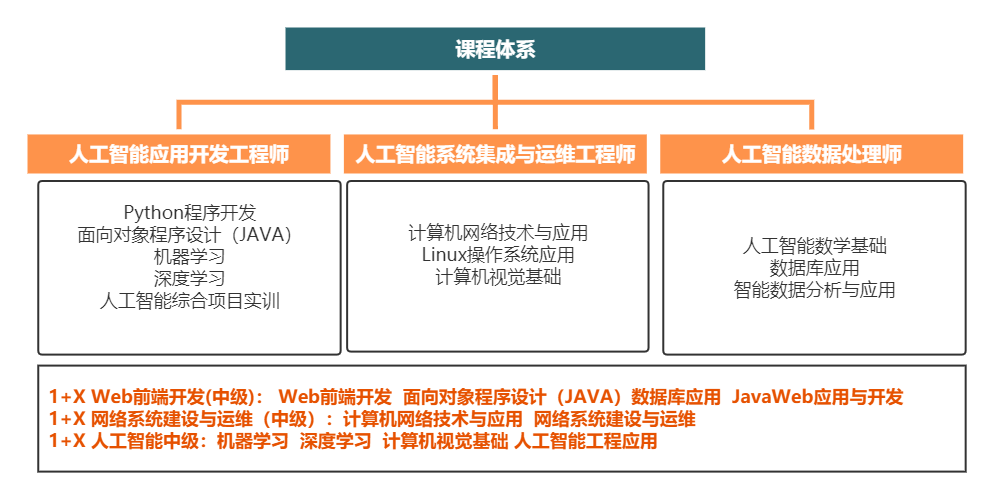 课程体系
人工智能应用开发工程师
Python程序开发
面向对象程序设计（JAVA）
机器学习
深度学习
人工智能综合项目实训
人工智能系统集成与运维工程师
计算机网络技术与应用
Linux操作系统应用
计算机视觉基础
人工智能数据处理师
人工智能数学基础
数据库应用
智能数据分析与应用
1+X Web前端开发(中级)： Web前端开发 面向对象程序设计（JAVA）数据库应用 JavaWeb应用与开发
1+X 网络系统建设与运维（中级）: 计算机网络技术与应用 网络系统建设与运维
1+X 人工智能中级：机器学习 深度学习 计算机视觉基础 人工智能工程应用